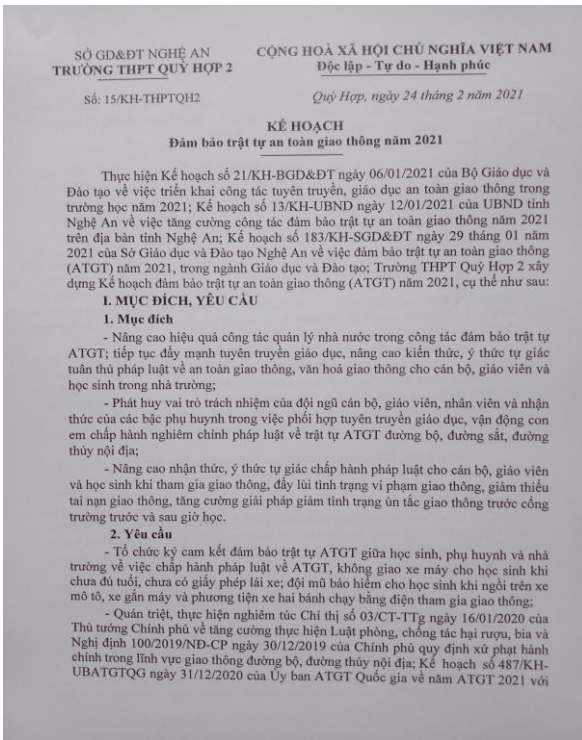 SỞ GD&ĐT NGHỆ AN
TRƯỜNG THPT QUỲ HỢP 2
CỘNG HOÀ XÃ HỘI CHỦ NGHĨA VIỆT NAM
Độc lập - Tự do - Hạnh phúc
Số: 15/KH-THPTQH2
Quỳ Hợp, ngày 24 tháng 2 năm 2021
KẾ HOẠCH
Đảm bảo trật tự an toàn giao thông năm 2021
Thực hiện Kế hoạch số 21/KH-BGD&ĐT ngày 06/01/2021 của Bộ Giáo dục và
Đào tạo về việc triển khai công tác tuyên truyền, giáo dục an toàn giao thông trong
trường học năm 2021; Kế hoạch số 13/KH-UBND ngày 12/01/2021 của UBND tỉnh
Nghệ An về việc tăng cường công tác đảm bảo trật tự an toàn giao thông năm 2021
trên địa bàn tỉnh Nghệ An; Kế hoạch số 183/KH-SGD&ĐT ngày 29 tháng 01 năm
2021 của Sở Giáo dục và Đào tạo Nghệ An về việc đảm bảo trật tự an toàn giao thông
(ATGT) năm 2021, trong ngành Giáo dục và Đào tạo; Trường THPT Quỳ Hợp 2 xây
dựng Kế hoạch đảm bảo trật tự an toàn giao thông (ATGT) năm 2021, cụ thể như sau:
I. MỤC ĐÍCH, YÊU CẦU
1. Mục đích
- Nâng cao hiệu quả công tác quản lý nhà nước trong công tác đảm bảo trật tự
ATGT; tiếp tục đẩy mạnh tuyên truyền giáo dục, nâng cao kiến thức, ý thức tự giác
tuân thủ pháp luật về an toàn giao thông, văn hoá giao thông cho cán bộ, giáo viên và
học sinh trong nhà trường;
- Phát huy vai trò trách nhiệm của đội ngũ cán bộ, giáo viên, nhân viên và nhận
thức của các bậc phụ huynh trong việc phối hợp tuyên truyền giáo dục, vận động con
em chấp hành nghiêm chỉnh pháp luật về trật tự ATGT đường bộ, đường sắt, đường
thủy nội địa;
- Nâng cao nhận thức, ý thức tự giác chấp hành pháp luật cho cán bộ, giáo viên
và học sinh khi tham gia giao thông, đẩy lùi tình trạng vi phạm giao thông, giảm thiểu
tai nạn giao thông, tăng cường giải pháp giảm tình trạng ùn tắc giao thông trước cổng
trường trước và sau giờ học.
2. Yêu cầu
- Tổ chức ký cam kết đảm bảo trật tự ATGT giữa học sinh, phụ huynh và nhà
trường về việc chấp hành pháp luật về ATGT, không giao xe máy cho học sinh khi
chưa đủ tuổi, chưa có giấy phép lái xe; đội mũ bảo hiểm cho học sinh khi ngồi trên xe
mô tô, xe gắn máy và phương tiện xe hai bánh chạy bằng điện tham gia giao thông;
- Quán triệt, thực hiện nghiêm túc Chỉ thị số 03/CT-TTg ngày 16/01/2020 của
Thủ tướng Chính phủ về tăng cường thực hiện Luật phòng, chống tác hại rượu, bia và
Nghị định 100/2019/NĐ-CP ngày 30/12/2019 của Chính phủ quy định xử phạt hành
chính trong lĩnh vực giao thông đường bộ, đường thủy nội địa; Kế hoạch số 487/KH-
UBATGTQG ngày 31/12/2020 của Ủy ban ATGT Quốc gia về năm ATGT 2021 với